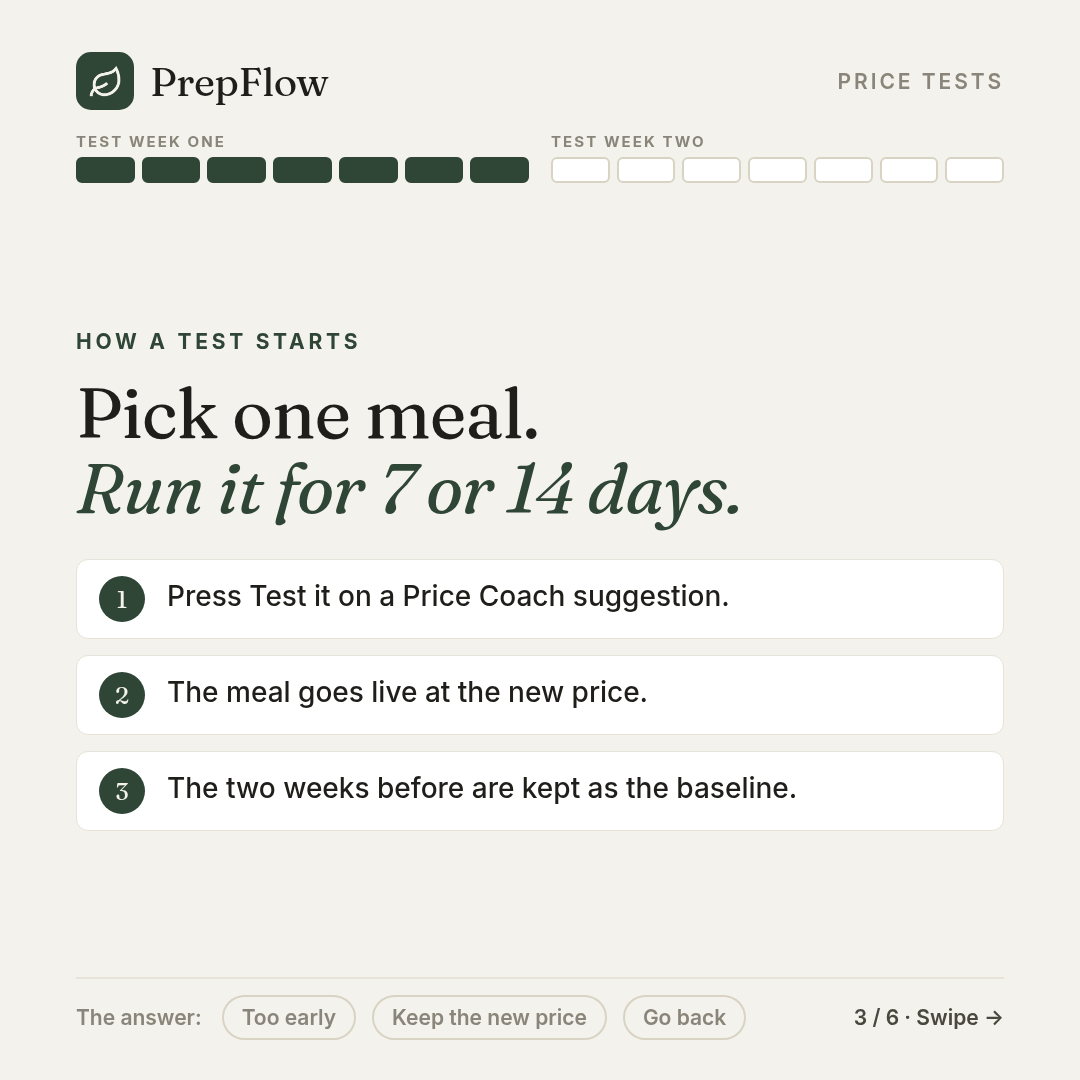 PrepFlow
PRICE TESTS
TEST WEEK ONE
TEST WEEK TWO
HOW A TEST STARTS
Pick one meal.
Run it for 7 or 14 days.
1 Press Test it on a Price Coach suggestion.
2 The meal goes live at the new price.
3 The two weeks before are kept as the baseline.
The answer: Too early Keep the new price Go back 3 / 6 · Swipe →